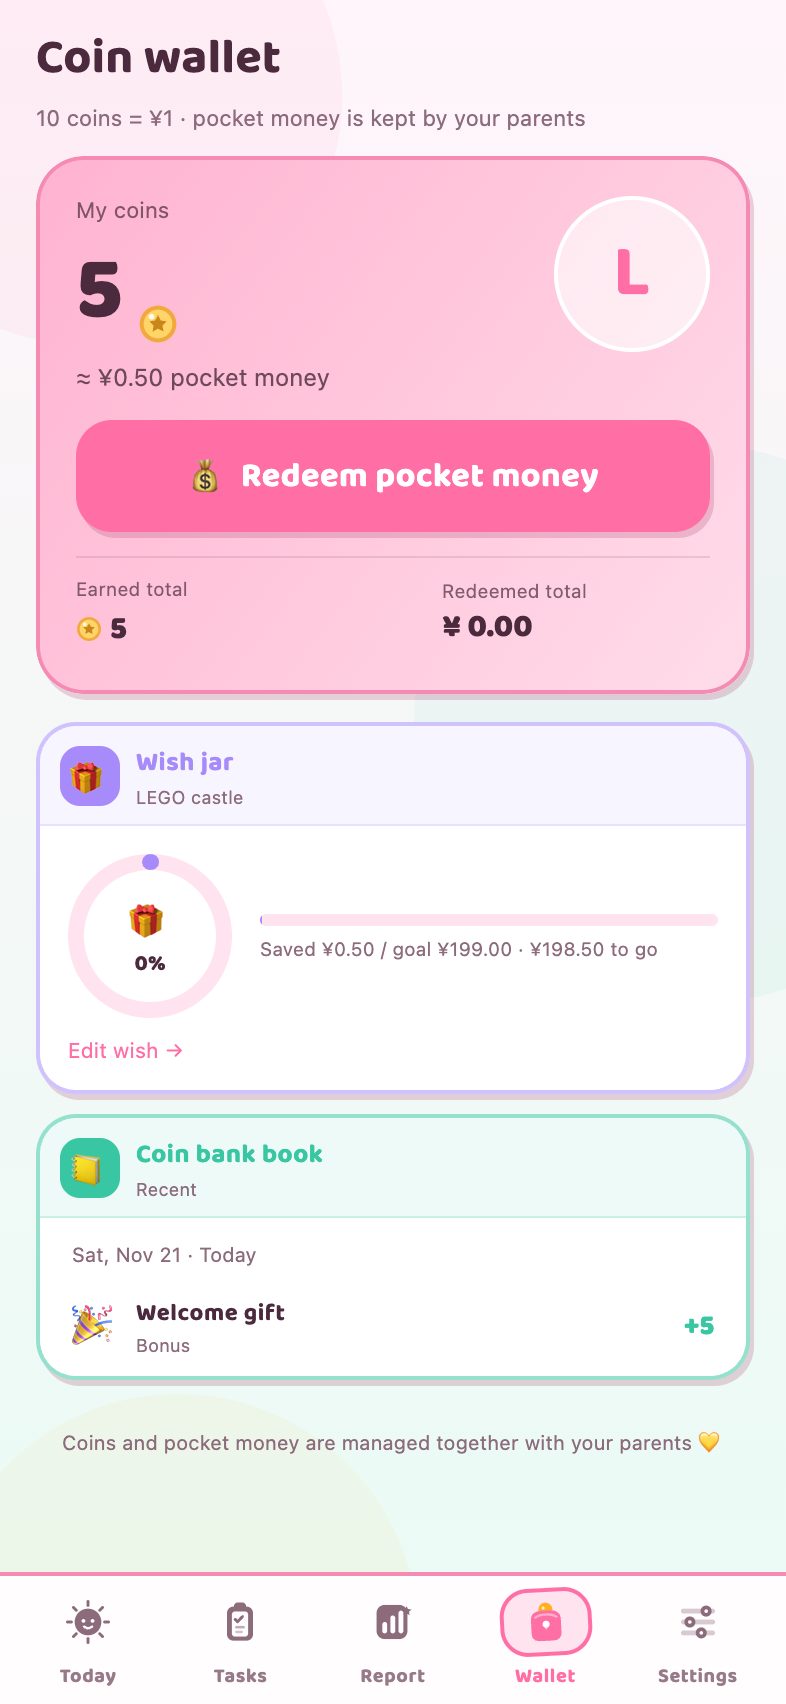 Coin wallet
10 coins = ¥1 · pocket money is kept by your parents
My coins
5
L
≈ ¥0.50 pocket money
Redeem pocket money
Earned total
5
Redeemed total
¥ 0.00
Wish jar
LEGO castle
0%
Saved ¥0.50 / goal ¥199.00 · ¥198.50 to go
Edit wish →
Coin bank book
Recent
Sat, Nov 21 · Today
Welcome gift
Bonus
+5
Coins and pocket money are managed together with your parents 💛
Today
Tasks
Report
Wallet
Settings